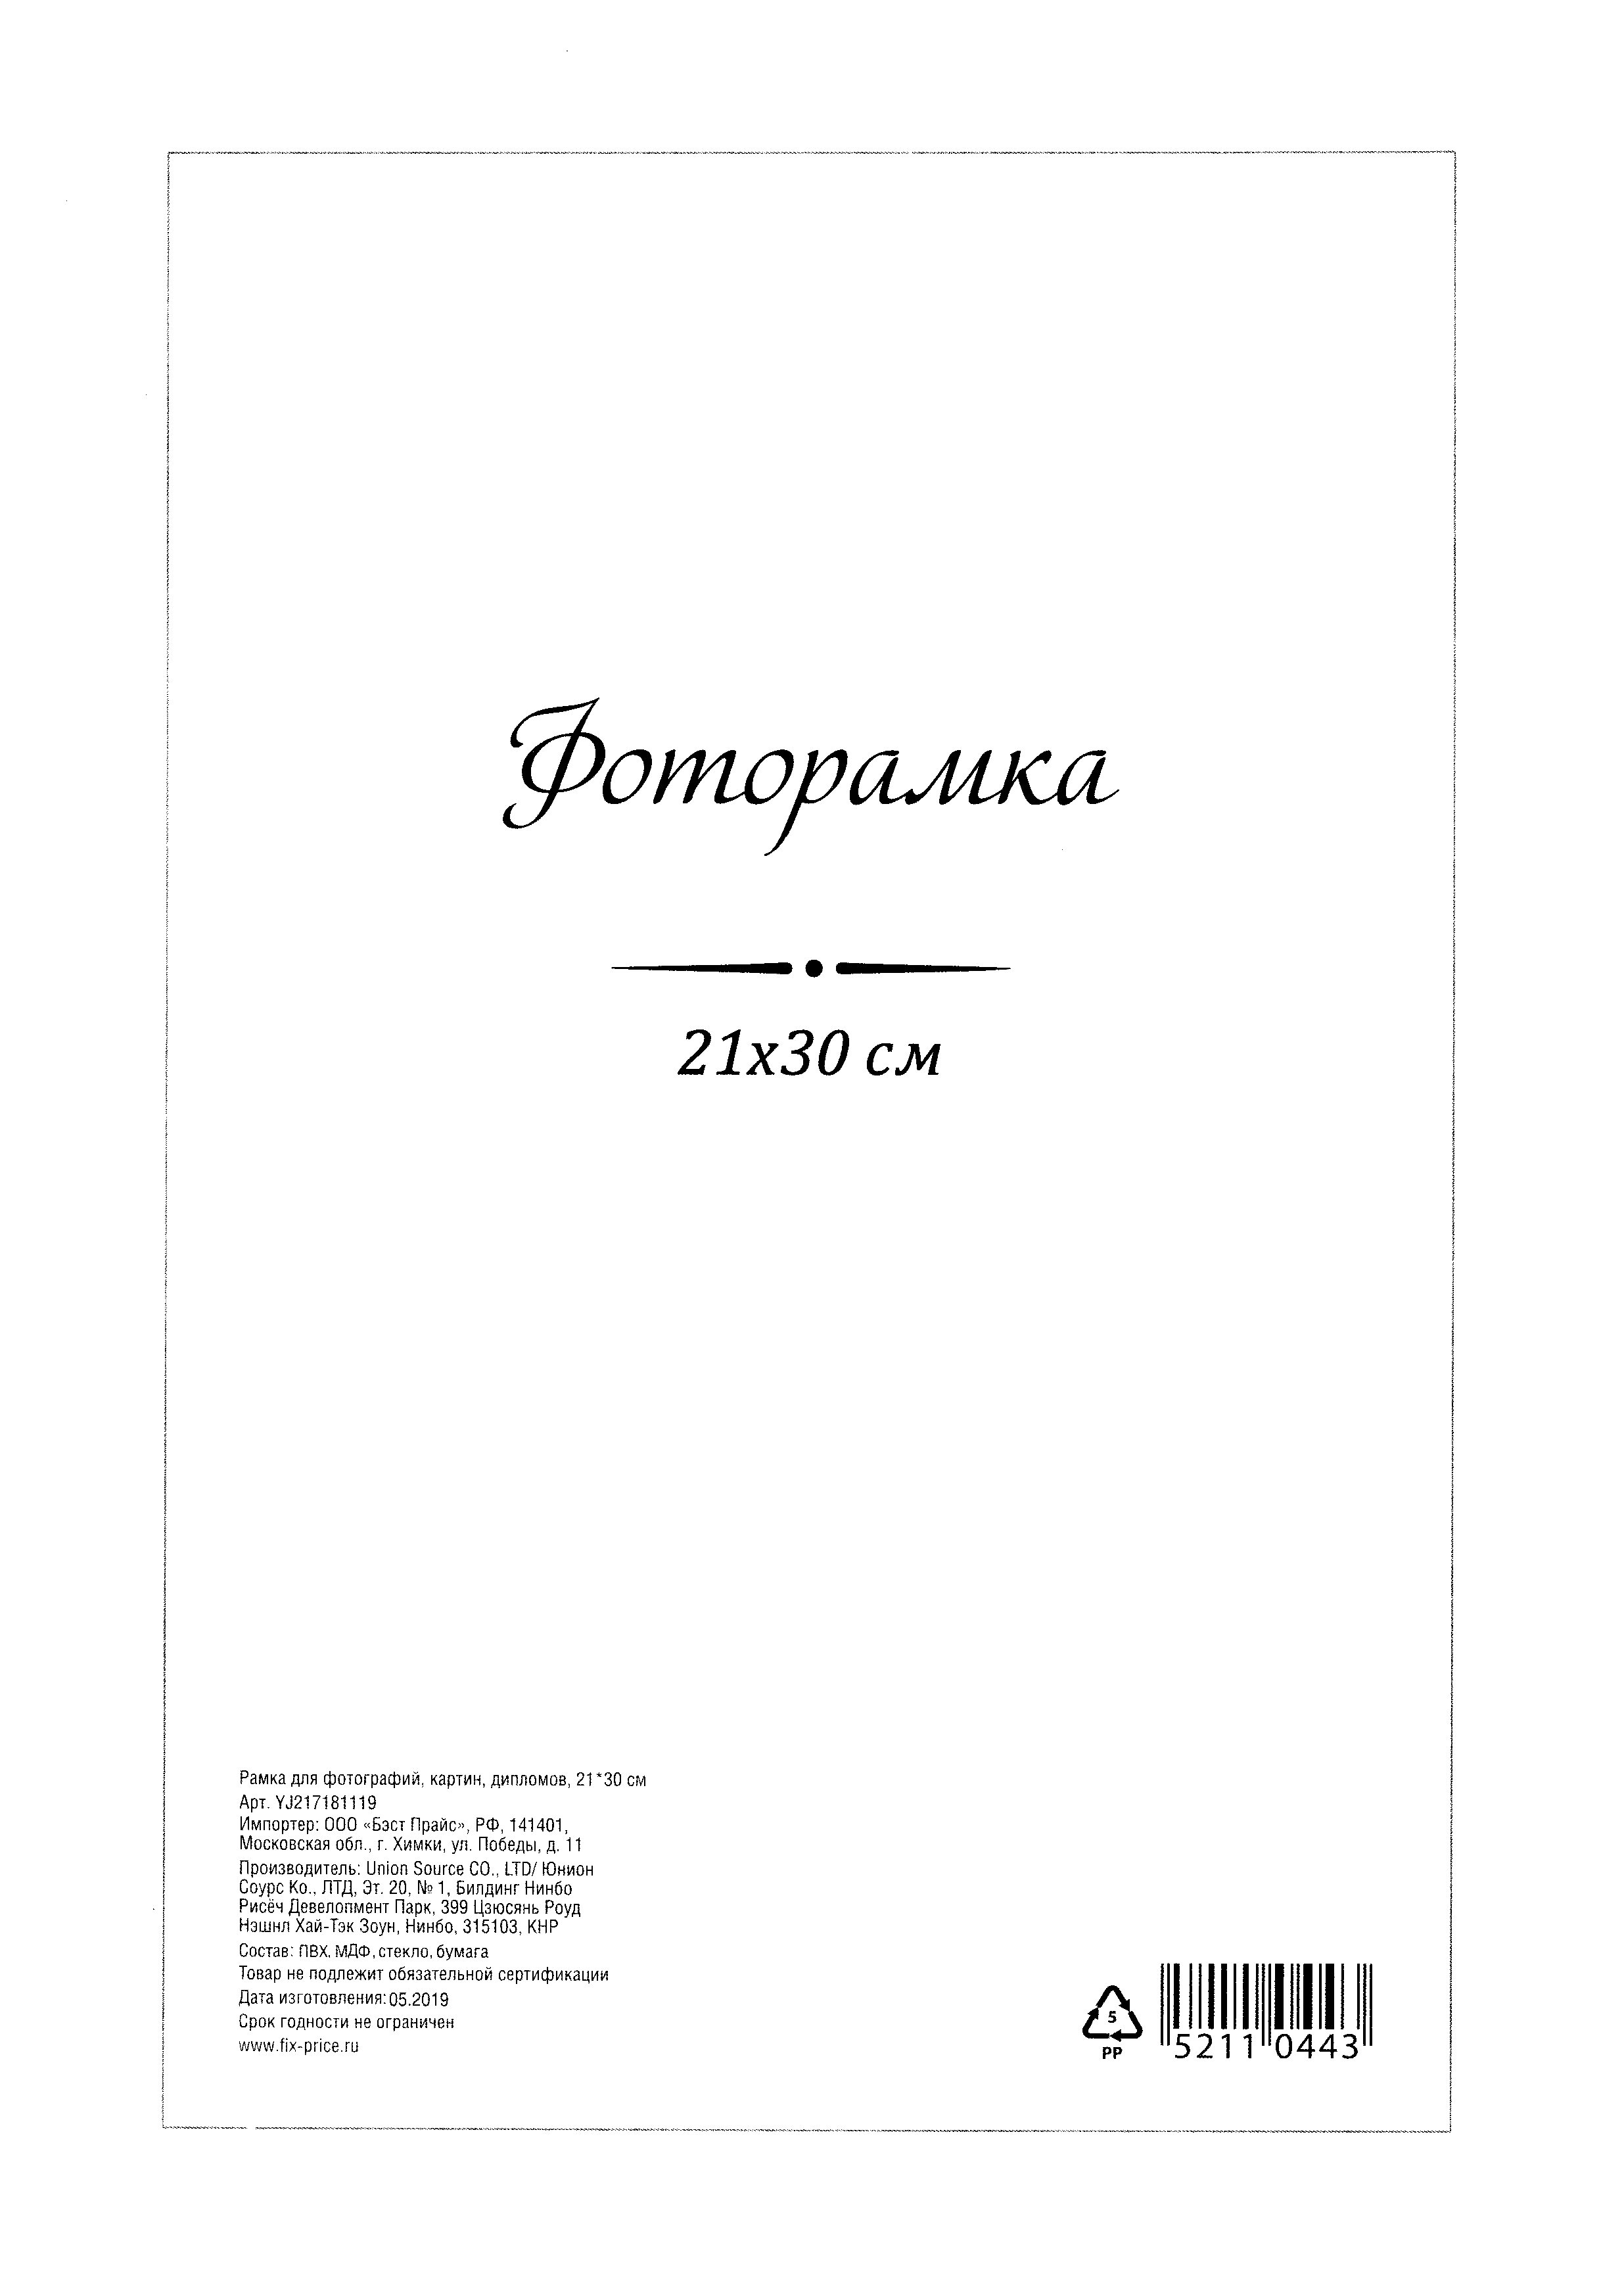 Фоторамка
21х30 см
Рамка для фотографий, картин, дипломов, 21*30 см
Арт. YJ217181119
Импортер: ООО «Бэст Прайс», РФ, 141401,
Московская обл., г. Химки, ул. Победы, д. 11
Производитель: Union Source CO., LTD/ Юнион
Соурс Ко., ЛТД, Эт. 20, № 1, Билдинг Нинбо
Рисёч Девелопмент Парк, 399 Цзюсянь Роуд
Нэшнл Хай-Тэк Зоун, Нинбо, 315103, КНР
Состав: ПВХ, МДФ, стекло, бумага
Товар не подлежит обязательной сертификации
Дата изготовления: 05.2019
Срок годности не ограничен
www.fix-price.ru
5
PP
5211 0443